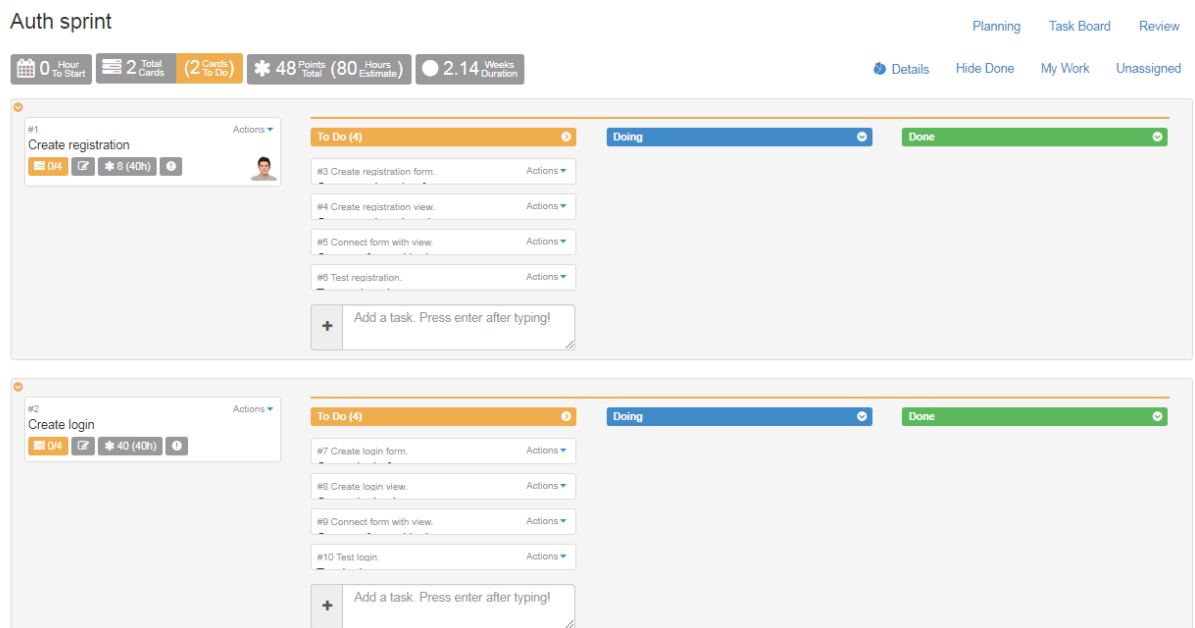 Auth sprint
Planning Task Board Review
0 Hour To Start 2 Total Cards (2 Cards To Do) 48 Points Total (80 Hours Estimate) 2.14 Weeks Duration
Details Hide Done My Work Unassigned
#1 Actions
Create registration
0/4 8 (40h)
To Do (4) Doing Done
#3 Create registration form. Actions
#4 Create registration view. Actions
#5 Connect form with view. Actions
#6 Test registration. Actions
+ Add a task. Press enter after typing!
#2 Actions
Create login
0/4 40 (40h)
To Do (4) Doing Done
#7 Create login form. Actions
#8 Create login view. Actions
#9 Connect form with view. Actions
#10 Test login. Actions
+ Add a task. Press enter after typing!